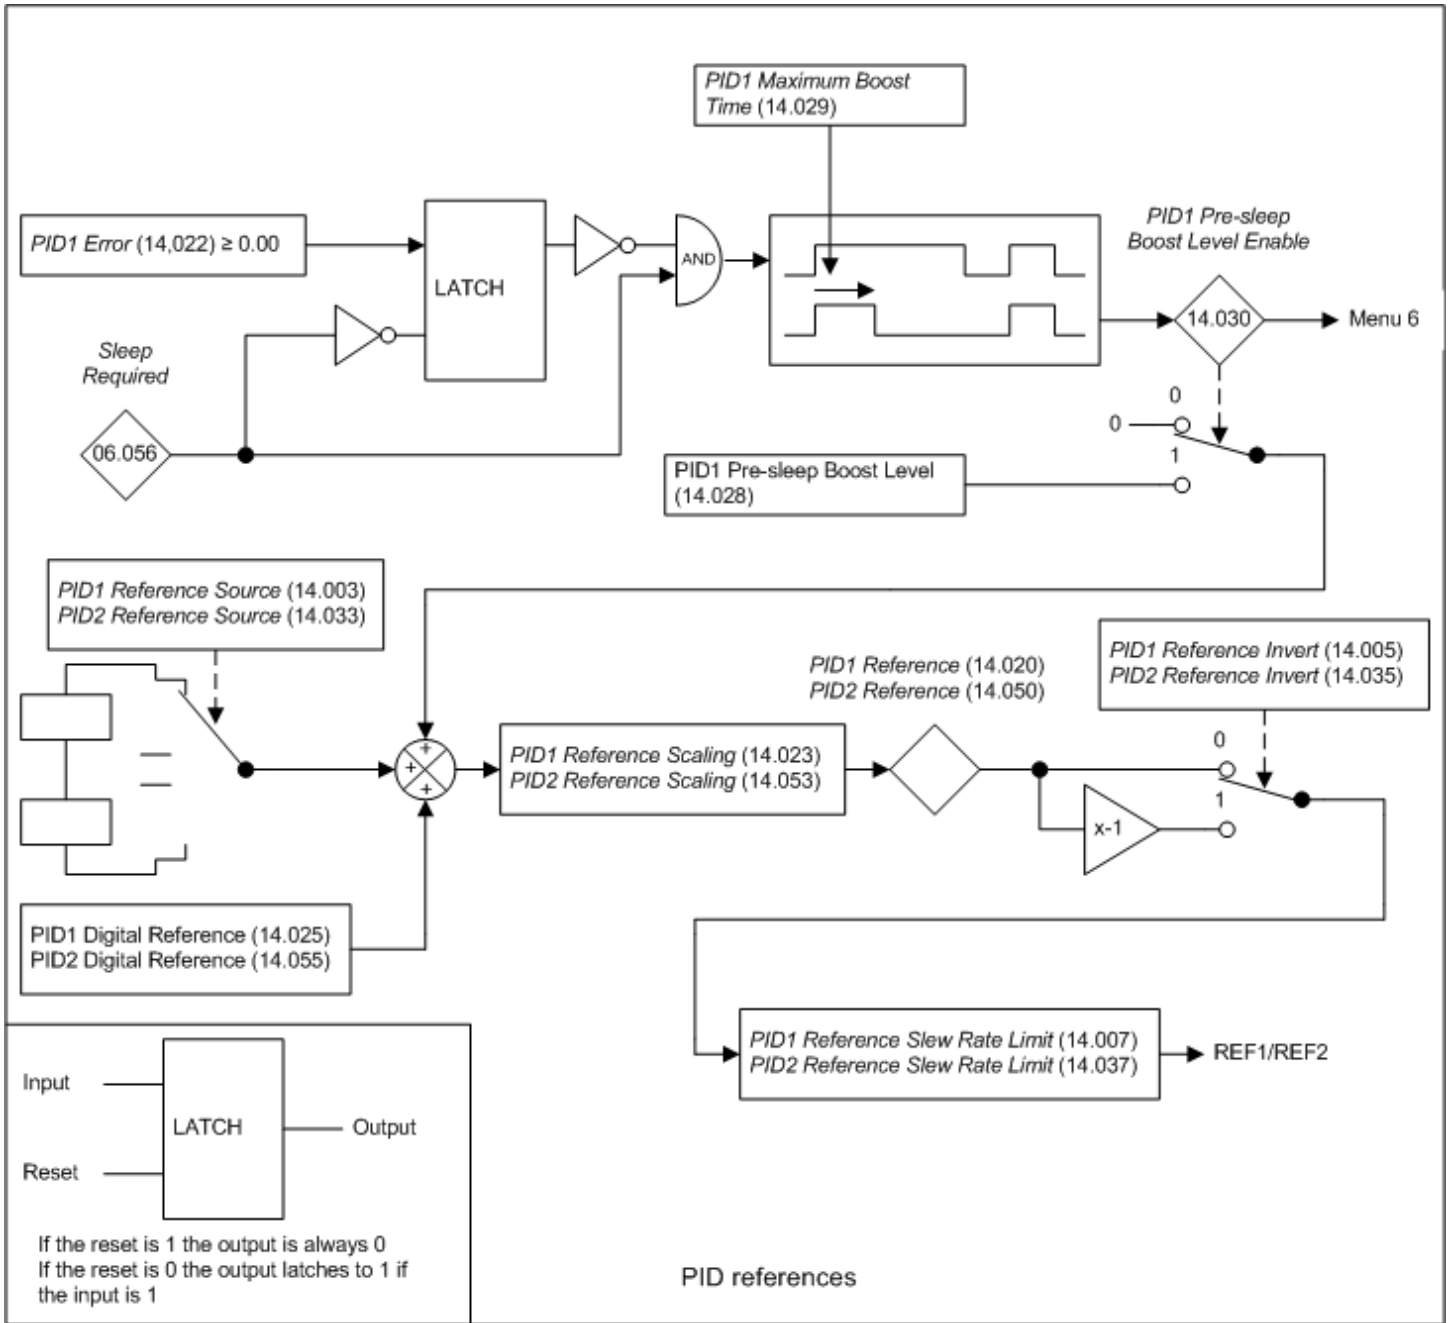 PID1 Maximum Boost
Time (14.029)
PID1 Error (14,022) ≥ 0.00
LATCH
AND
PID1 Pre-sleep
Boost Level Enable
14.030
Menu 6
Sleep
Required
06.056
0
0
1
PID1 Pre-sleep Boost Level
(14.028)
PID1 Reference Source (14.003)
PID2 Reference Source (14.033)
+
+
+
PID1 Reference Scaling (14.023)
PID2 Reference Scaling (14.053)
PID1 Reference (14.020)
PID2 Reference (14.050)
PID1 Reference Invert (14.005)
PID2 Reference Invert (14.035)
0
1
x-1
PID1 Digital Reference (14.025)
PID2 Digital Reference (14.055)
PID1 Reference Slew Rate Limit (14.007)
PID2 Reference Slew Rate Limit (14.037)
REF1/REF2
Input
LATCH
Output
Reset
If the reset is 1 the output is always 0
If the reset is 0 the output latches to 1 if
the input is 1
PID references